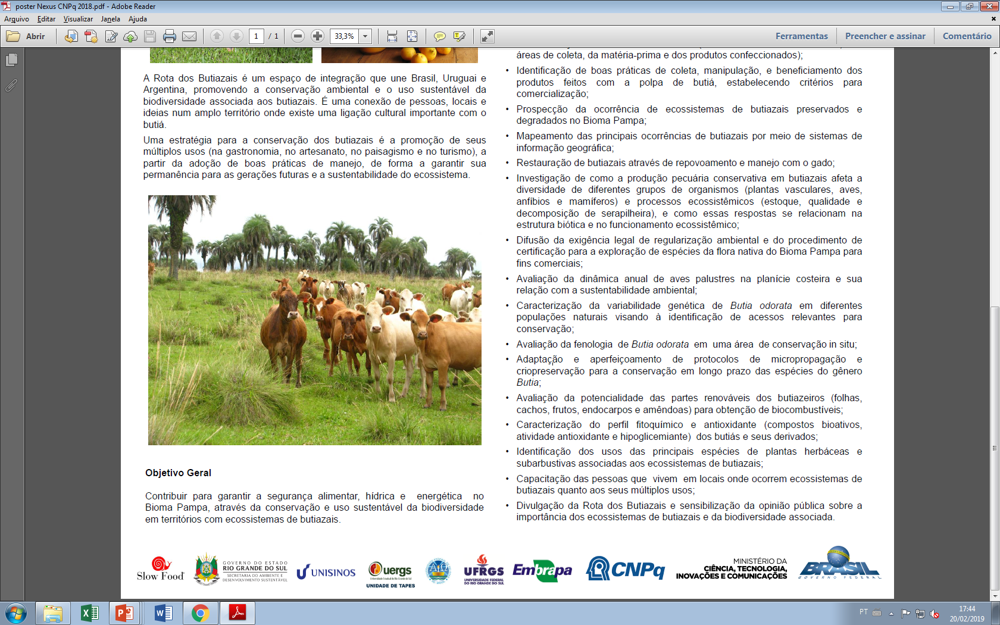 poster Nexus CNPq 2018.pdf - Adobe Reader
Arquivo Editar Visualizar Janela Ajuda
Abrir
1 / 1
33,3%
Ferramentas
Preencher e assinar
Comentário
A Rota dos Butiazais é um espaço de integração que une Brasil, Uruguai e
Argentina, promovendo a conservação ambiental e o uso sustentável da
biodiversidade associada aos butiazais. É uma conexão de pessoas, locais e
ideias num amplo território onde existe uma ligação cultural importante com o
butiá.
Uma estratégia para a conservação dos butiazais é a promoção de seus
múltiplos usos (na gastronomia, no artesanato, no paisagismo e no turismo), a
partir da adoção de boas práticas de manejo, de forma a garantir sua
permanência para as gerações futuras e a sustentabilidade do ecossistema.
Objetivo Geral
Contribuir para garantir a segurança alimentar, hídrica e energética no
Bioma Pampa, através da conservação e uso sustentável da biodiversidade
em territórios com ecossistemas de butiazais.
áreas de coleta, da matéria-prima e dos produtos confeccionados);
• Identificação de boas práticas de coleta, manipulação, e beneficiamento dos
produtos feitos com a polpa de butiá, estabelecendo critérios para
comercialização;
• Prospecção da ocorrência de ecossistemas de butiazais preservados e
degradados no Bioma Pampa;
• Mapeamento das principais ocorrências de butiazais por meio de sistemas de
informação geográfica;
• Restauração de butiazais através de repovoamento e manejo com o gado;
• Investigação de como a produção pecuária conservativa em butiazais afeta a
diversidade de diferentes grupos de organismos (plantas vasculares, aves,
anfíbios e mamíferos) e processos ecossistêmicos (estoque, qualidade e
decomposição de serapilheira), e como essas respostas se relacionam na
estrutura biótica e no funcionamento ecossistêmico;
• Difusão da exigência legal de regularização ambiental e do procedimento de
certificação para a exploração de espécies da flora nativa do Bioma Pampa para
fins comerciais;
• Avaliação da dinâmica anual de aves palustres na planície costeira e sua
relação com a sustentabilidade ambiental;
• Caracterização da variabilidade genética de Butia odorata em diferentes
populações naturais visando à identificação de acessos relevantes para
conservação;
• Avaliação da fenologia de Butia odorata em uma área de conservação in situ;
• Adaptação e aperfeiçoamento de protocolos de micropropagação e
criopreservação para a conservação em longo prazo das espécies do gênero
Butia;
• Avaliação da potencialidade das partes renováveis dos butiazeiros (folhas,
cachos, frutos, endocarpos e amêndoas) para obtenção de biocombustíveis;
• Caracterização do perfil fitoquímico e antioxidante (compostos bioativos,
atividade antioxidante e hipoglicemiante) dos butiás e seus derivados;
• Identificação dos usos das principais espécies de plantas herbáceas e
subarbustivas associadas aos ecossistemas de butiazais;
• Capacitação das pessoas que vivem em locais onde ocorrem ecossistemas de
butiazais quanto aos seus múltiplos usos;
• Divulgação da Rota dos Butiazais e sensibilização da opinião pública sobre a
importância dos ecossistemas de butiazais e da biodiversidade associada.
Slow Food
GOVERNO DO ESTADO
RIO GRANDE DO SUL
SECRETARIA DO AMBIENTE E
DESENVOLVIMENTO SUSTENTÁVEL
UNISINOS
uergs
Universidade Estadual do Rio Grande do Sul
UNIDADE DE TAPES
UFRGS
UNIVERSIDADE FEDERAL
DO RIO GRANDE DO SUL
Embrapa
CNPq
MINISTÉRIO DA
CIÊNCIA, TECNOLOGIA,
INOVAÇÕES E COMUNICAÇÕES
BRASIL
GOVERNO FEDERAL
PT
17:44
20/02/2019